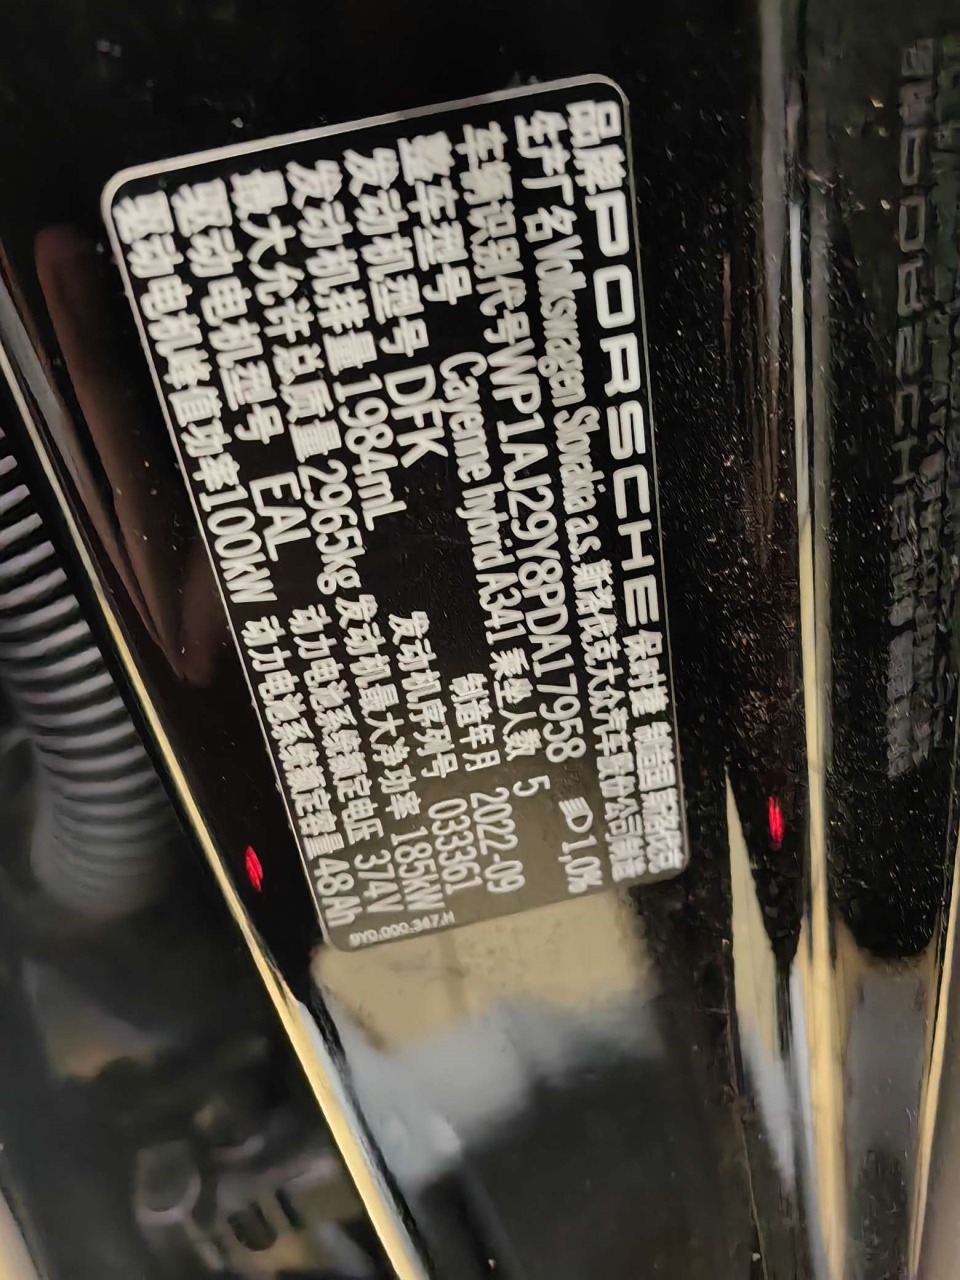 品牌 PORSCHE 保时捷 制造国 斯洛伐克
生产厂名 Volkswagen Slovakia a.s. 斯洛伐克大众汽车股份公司制造
车辆识别代号 WP1AJ29Y8PDA17958 D 1,0%
整车型号 Cayenne hybrid A341 乘坐人数 5
发动机型号 DFK 制造年月 2022-09
发动机排量 1984mL 发动机序列号 033361
最大允许总质量 2965kg 发动机最大净功率 185kW
驱动电机型号 EAL 动力电池系统额定电压 374V
驱动电机峰值功率 100kW 动力电池系统额定容量 48Ah
9Y0.000.347.H